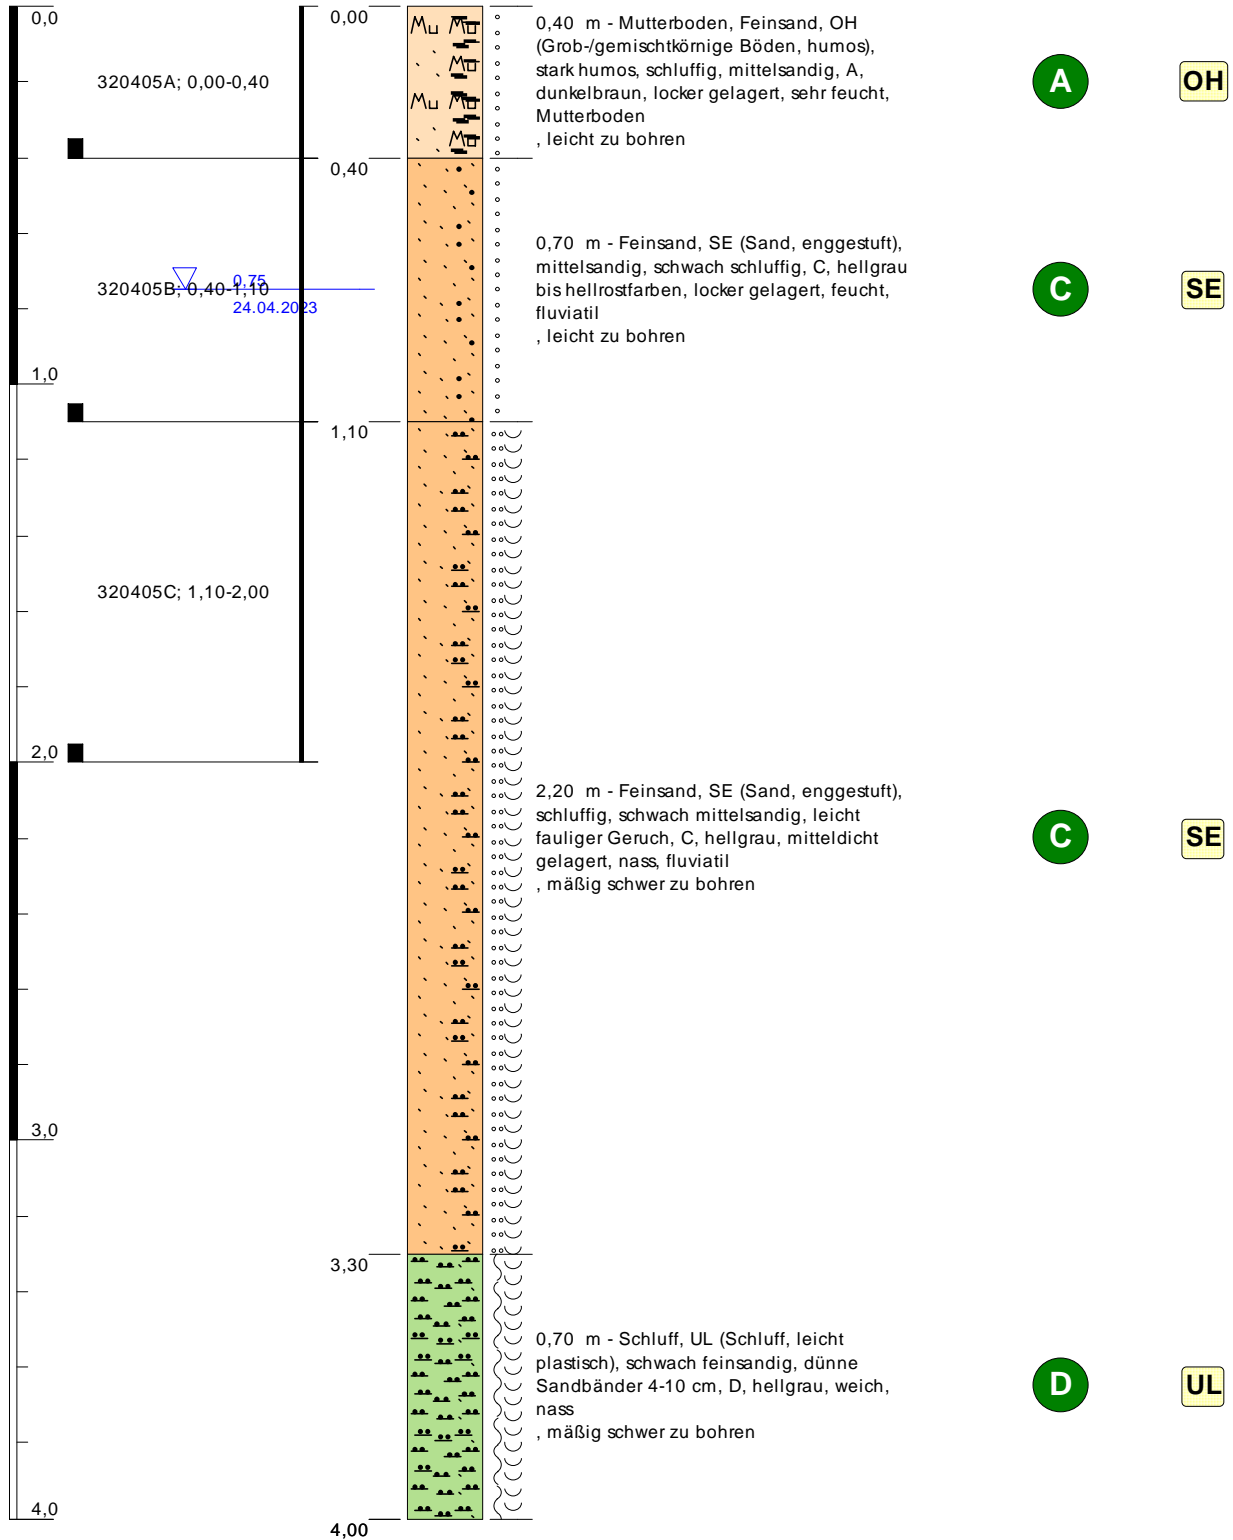 0,0
0,00
320405A; 0,00-0,40
0,40 m - Mutterboden, Feinsand, OH
(Grob-/gemischtkörnige Böden, humos),
stark humos, schluffig, mittelsandig, A,
dunkelbraun, locker gelagert, sehr feucht,
Mutterboden
, leicht zu bohren
A
OH
Mu
Mu
0,40
320405B; 0,40-1,10
0,75
24.04.2023
0,70 m - Feinsand, SE (Sand, enggestuft),
mittelsandig, schwach schluffig, C, hellgrau
bis hellrostfarben, locker gelagert, feucht,
fluviatil
, leicht zu bohren
C
SE
1,0
1,10
320405C; 1,10-2,00
2,0
2,20 m - Feinsand, SE (Sand, enggestuft),
schluffig, schwach mittelsandig, leicht
fauliger Geruch, C, hellgrau, mitteldicht
gelagert, nass, fluviatil
, mäßig schwer zu bohren
C
SE
3,0
3,30
0,70 m - Schluff, UL (Schluff, leicht
plastisch), schwach feinsandig, dünne
Sandbänder 4-10 cm, D, hellgrau, weich,
nass
, mäßig schwer zu bohren
D
UL
4,0
4,00